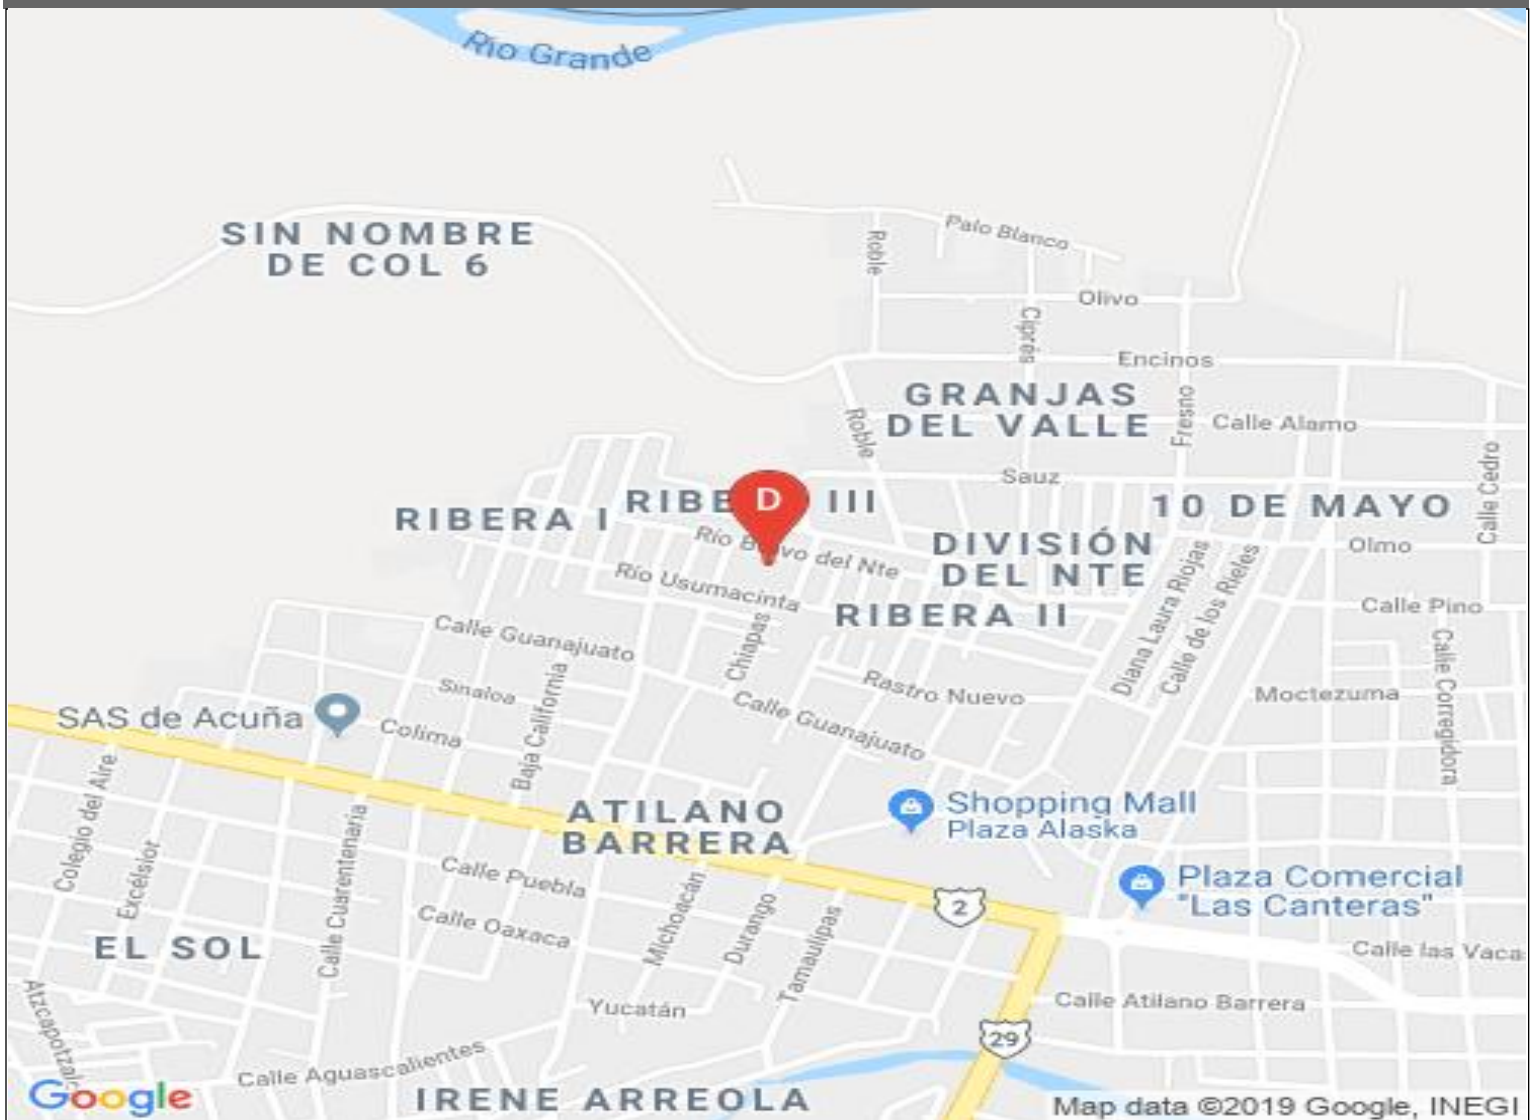 Río Grande
SIN NOMBRE
DE COL 6
Roble
Palo Blanco
Olivo
Ciprés
Encinos
GRANJAS
DEL VALLE
Fresno
Calle Alamo
Roble
Calle Cedro
Sauz
D
III
RIBERA I
10 DE MAYO
Río
del Nte
DIVISIÓN
DEL NTE
Olmo
Río Usumacinta
RIBERA II
Diana Laura Riojas
Calle de los Rieles
Calle Pino
Calle Guanajuato
Chiapas
Calle Corregidora
Sinaloa
Baja California
Rastro Nuevo
Moctezuma
SAS de Acuña
Colima
Calle Guanajuato
Colegio del Aire
Excélsior
Calle Cuarentenaria
ATILANO
BARRERA
Shopping Mall
Plaza Alaska
Calle Puebla
Michoacán
Durango
Tamaulipas
2
Plaza Comercial
"Las Canteras"
Calle Oaxaca
EL SOL
Calle las Vaca
Yucatán
Calle Atilano Barrera
29
Calle Aguascalientes
Google
IRENE ARREOLA
Map data ©2019 Google, INEGI